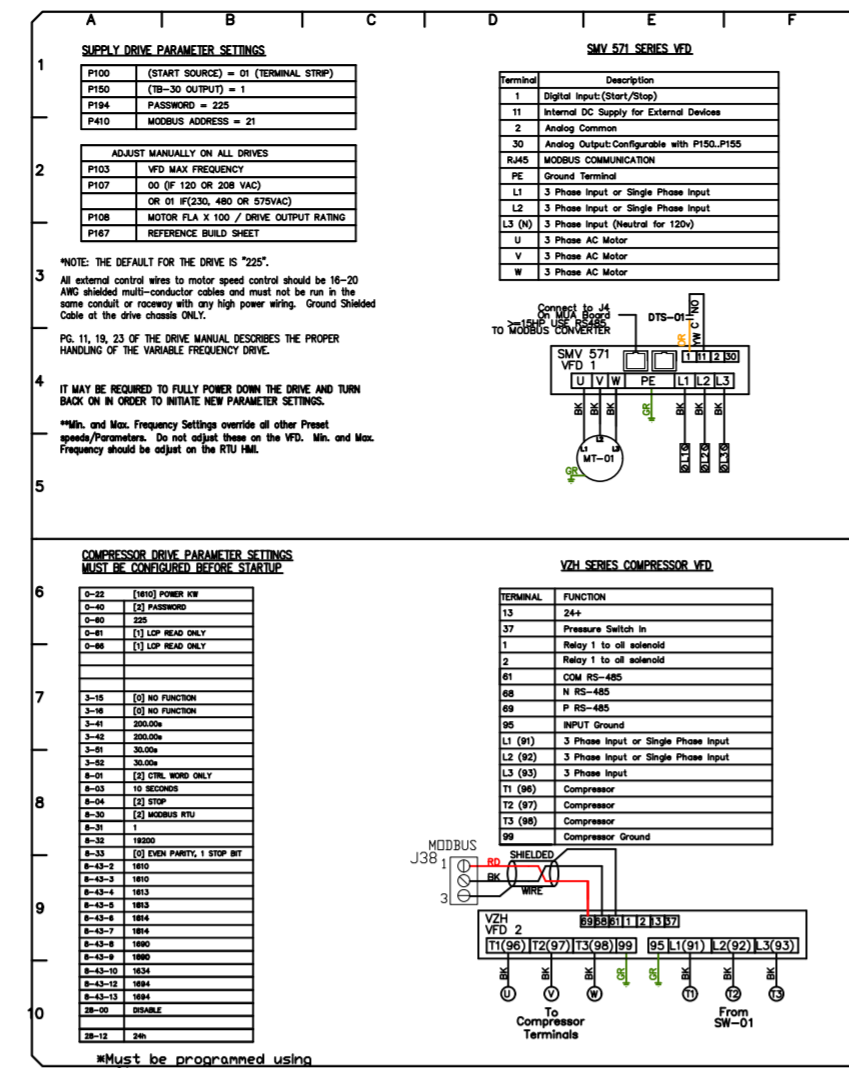 A B C D E F
1
2
3
4
5
6
7
8
9
10
SUPPLY DRIVE PARAMETER SETTINGS
P100 (START SOURCE) = 01 (TERMINAL STRIP)
P150 (TB-30 OUTPUT) = 1
P194 PASSWORD = 225
P410 MODBUS ADDRESS = 21
ADJUST MANUALLY ON ALL DRIVES
P103 VFD MAX FREQUENCY
P107 00 (IF 120 OR 208 VAC)
OR 01 IF(230, 480 OR 575VAC)
P108 MOTOR FLA X 100 / DRIVE OUTPUT RATING
P167 REFERENCE BUILD SHEET
*NOTE: THE DEFAULT FOR THE DRIVE IS "225".
All external control wires to motor speed control should be 16-20
AWG shielded multi-conductor cables and must not be run in the
same conduit or raceway with any high power wiring. Ground Shielded
Cable at the drive chassis ONLY.
PG. 11, 19, 23 OF THE DRIVE MANUAL DESCRIBES THE PROPER
HANDLING OF THE VARIABLE FREQUENCY DRIVE.
IT MAY BE REQUIRED TO FULLY POWER DOWN THE DRIVE AND TURN
BACK ON IN ORDER TO INITIATE NEW PARAMETER SETTINGS.
**Min. and Max. Frequency Settings override all other Preset
speeds/Parameters. Do not adjust these on the VFD. Min. and Max.
Frequency should be adjust on the RTU HMI.
SMV 571 SERIES VFD
Terminal Description
1 Digital Input:(Start/Stop)
11 Internal DC Supply for External Devices
2 Analog Common
30 Analog Output:Configurable with P150..P155
RJ45 MODBUS COMMUNICATION
PE Ground Terminal
L1 3 Phase Input or Single Phase Input
L2 3 Phase Input or Single Phase Input
L3 (N) 3 Phase Input (Neutral for 120v)
U 3 Phase AC Motor
V 3 Phase AC Motor
W 3 Phase AC Motor
Connect to J4
On MUA Board
>=15HP USE RS485
TO MODBUS CONVERTER
DTS-01
C NO
OR YW
SMV 571
VFD 1
1 11 2 30
U V W PE L1 L2 L3
BK BK BK GR BK BK BK
L1 L2 L3
MT-01
GR
ØL1Ø ØL2Ø ØL3Ø
COMPRESSOR DRIVE PARAMETER SETTINGS
MUST BE CONFIGURED BEFORE STARTUP
0-22 [1610] POWER KW
0-40 [2] PASSWORD
0-60 225
0-61 [1] LCP READ ONLY
0-66 [1] LCP READ ONLY
3-15 [0] NO FUNCTION
3-16 [0] NO FUNCTION
3-41 200.00s
3-42 200.00s
3-51 30.00s
3-52 30.00s
8-01 [2] CTRL WORD ONLY
8-03 10 SECONDS
8-04 [2] STOP
8-30 [2] MODBUS RTU
8-31 1
8-32 19200
8-33 [0] EVEN PARITY, 1 STOP BIT
8-43-2 1610
8-43-3 1610
8-43-4 1613
8-43-5 1613
8-43-6 1614
8-43-7 1614
8-43-8 1690
8-43-9 1690
8-43-10 1634
8-43-12 1694
8-43-13 1694
28-00 DISABLE
28-12 24h
*Must be programmed using
VZH SERIES COMPRESSOR VFD
TERMINAL FUNCTION
13 24+
37 Pressure Switch In
1 Relay 1 to oil solenoid
2 Relay 1 to oil solenoid
61 COM RS-485
68 N RS-485
69 P RS-485
95 INPUT Ground
L1 (91) 3 Phase Input or Single Phase Input
L2 (92) 3 Phase Input or Single Phase Input
L3 (93) 3 Phase Input
T1 (96) Compressor
T2 (97) Compressor
T3 (98) Compressor
99 Compressor Ground
MODBUS
J38 1
3
RD
BK
SHIELDED
WIRE
VZH
VFD 2
69 68 61 1 2 13 37
T1(96) T2(97) T3(98) 99 95 L1(91) L2(92) L3(93)
BK BK BK GR GR BK BK BK
U V W T1 T2 T3
To
Compressor
Terminals
From
SW-01